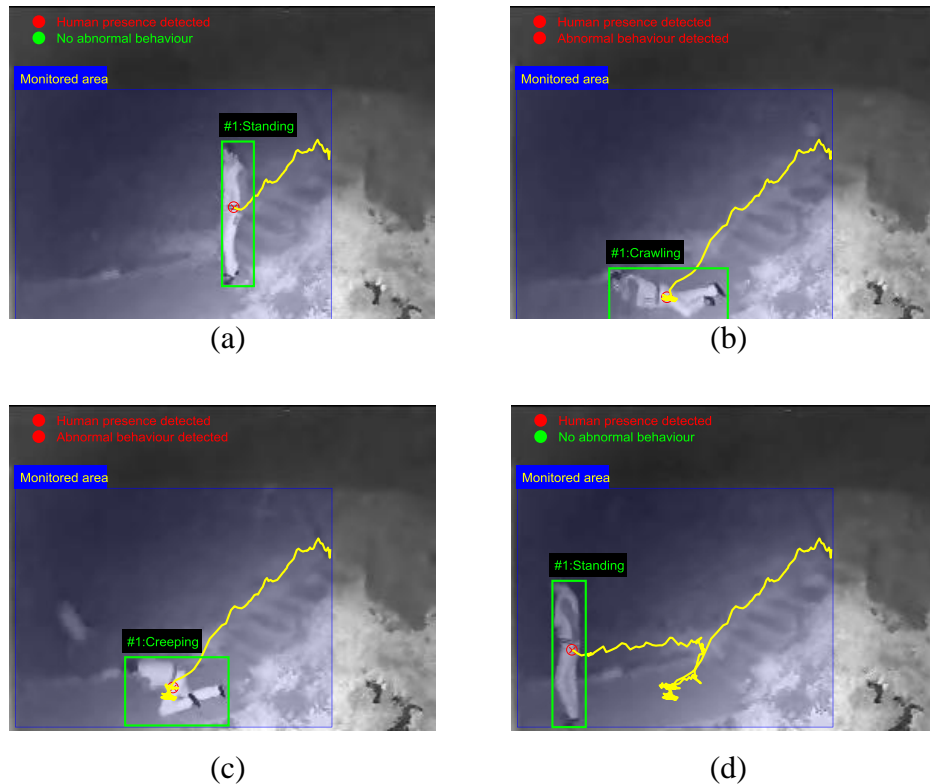 Human presence detected
No abnormal behaviour
Monitored area
#1:Standing
(a)
Human presence detected
Abnormal behaviour detected
Monitored area
#1:Crawling
(b)
Human presence detected
Abnormal behaviour detected
Monitored area
#1:Creeping
(c)
Human presence detected
No abnormal behaviour
Monitored area
#1:Standing
(d)